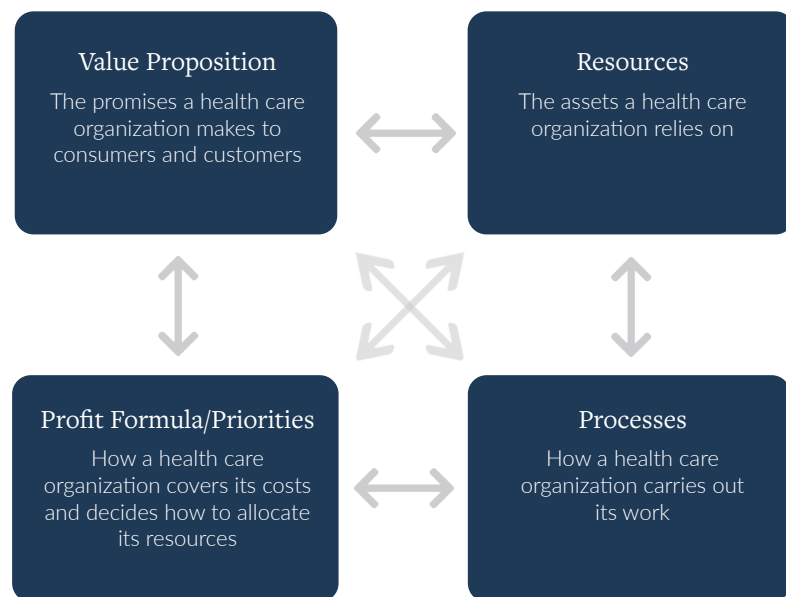 Value Proposition
The promises a health care
organization makes to
consumers and customers
Resources
The assets a health care
organization relies on
Profit Formula/Priorities
How a health care
organization covers its costs
and decides how to allocate
its resources
Processes
How a health care
organization carries out
its work